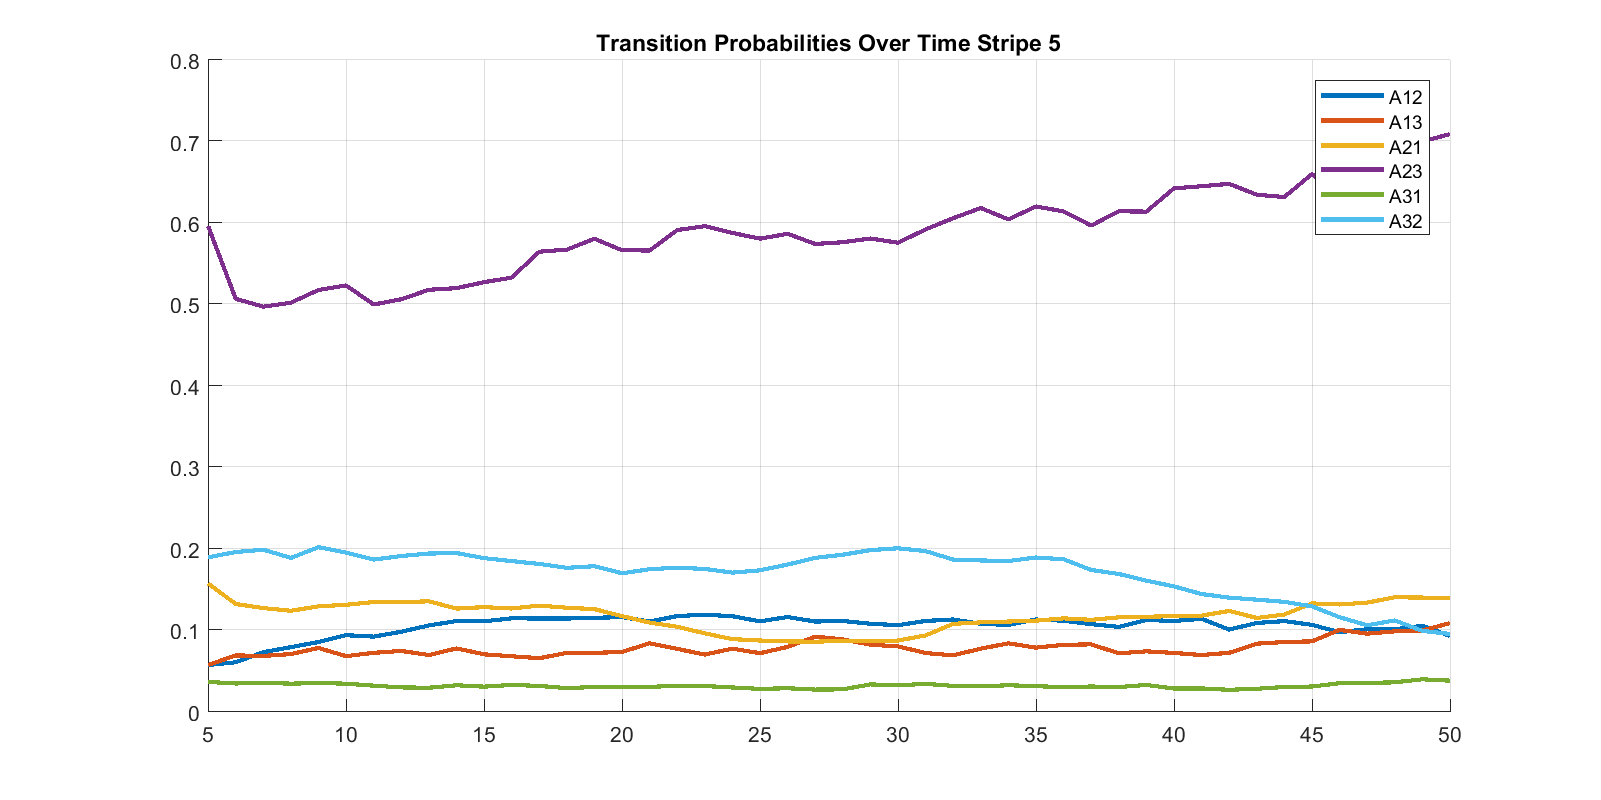 Transition Probabilities Over Time Stripe 5
0.8
0.7
0.6
0.5
0.4
0.3
0.2
0.1
0
5 10 15 20 25 30 35 40 45 50
A12
A13
A21
A23
A31
A32